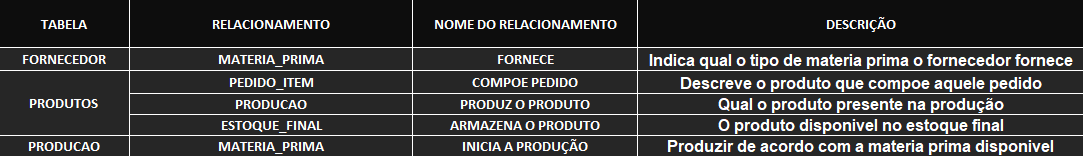 TABELA RELACIONAMENTO NOME DO RELACIONAMENTO DESCRIÇÃO
FORNECEDOR MATERIA_PRIMA FORNECE Indica qual o tipo de materia prima o fornecedor fornece
PRODUTOS PEDIDO_ITEM COMPOE PEDIDO Descreve o produto que compoe aquele pedido
PRODUCAO PRODUZ O PRODUTO Qual o produto presente na produção
ESTOQUE_FINAL ARMAZENA O PRODUTO O produto disponivel no estoque final
PRODUCAO MATERIA_PRIMA INICIA A PRODUÇÃO Produzir de acordo com a materia prima disponivel